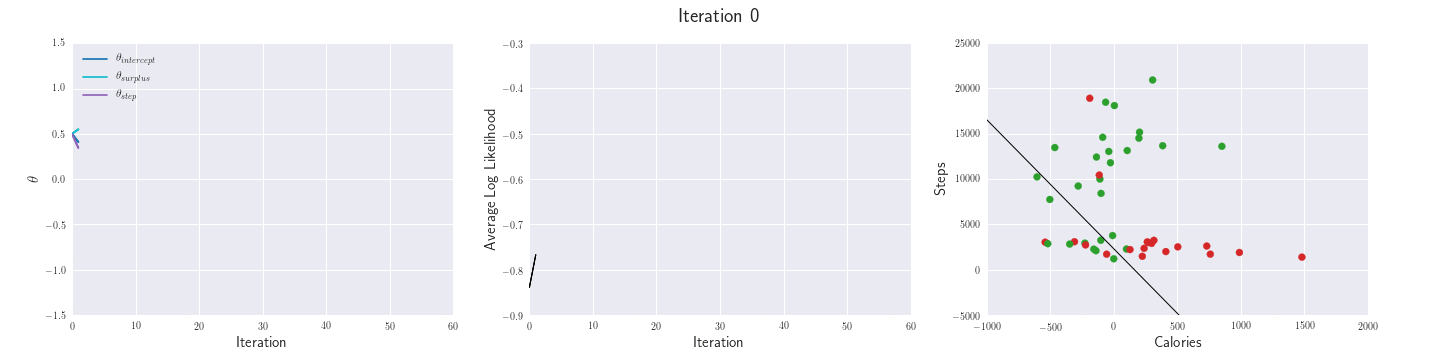 Iteration 0
1.5
1.0
0.5
0.0
−0.5
−1.0
−1.5
θ
θintercept
θsurplus
θstep
0 10 20 30 40 50 60
Iteration
−0.3
−0.4
−0.5
−0.6
−0.7
−0.8
−0.9
Average Log Likelihood
0 10 20 30 40 50 60
Iteration
25000
20000
15000
10000
5000
0
−5000
Steps
−1000 −500 0 500 1000 1500 2000
Calories